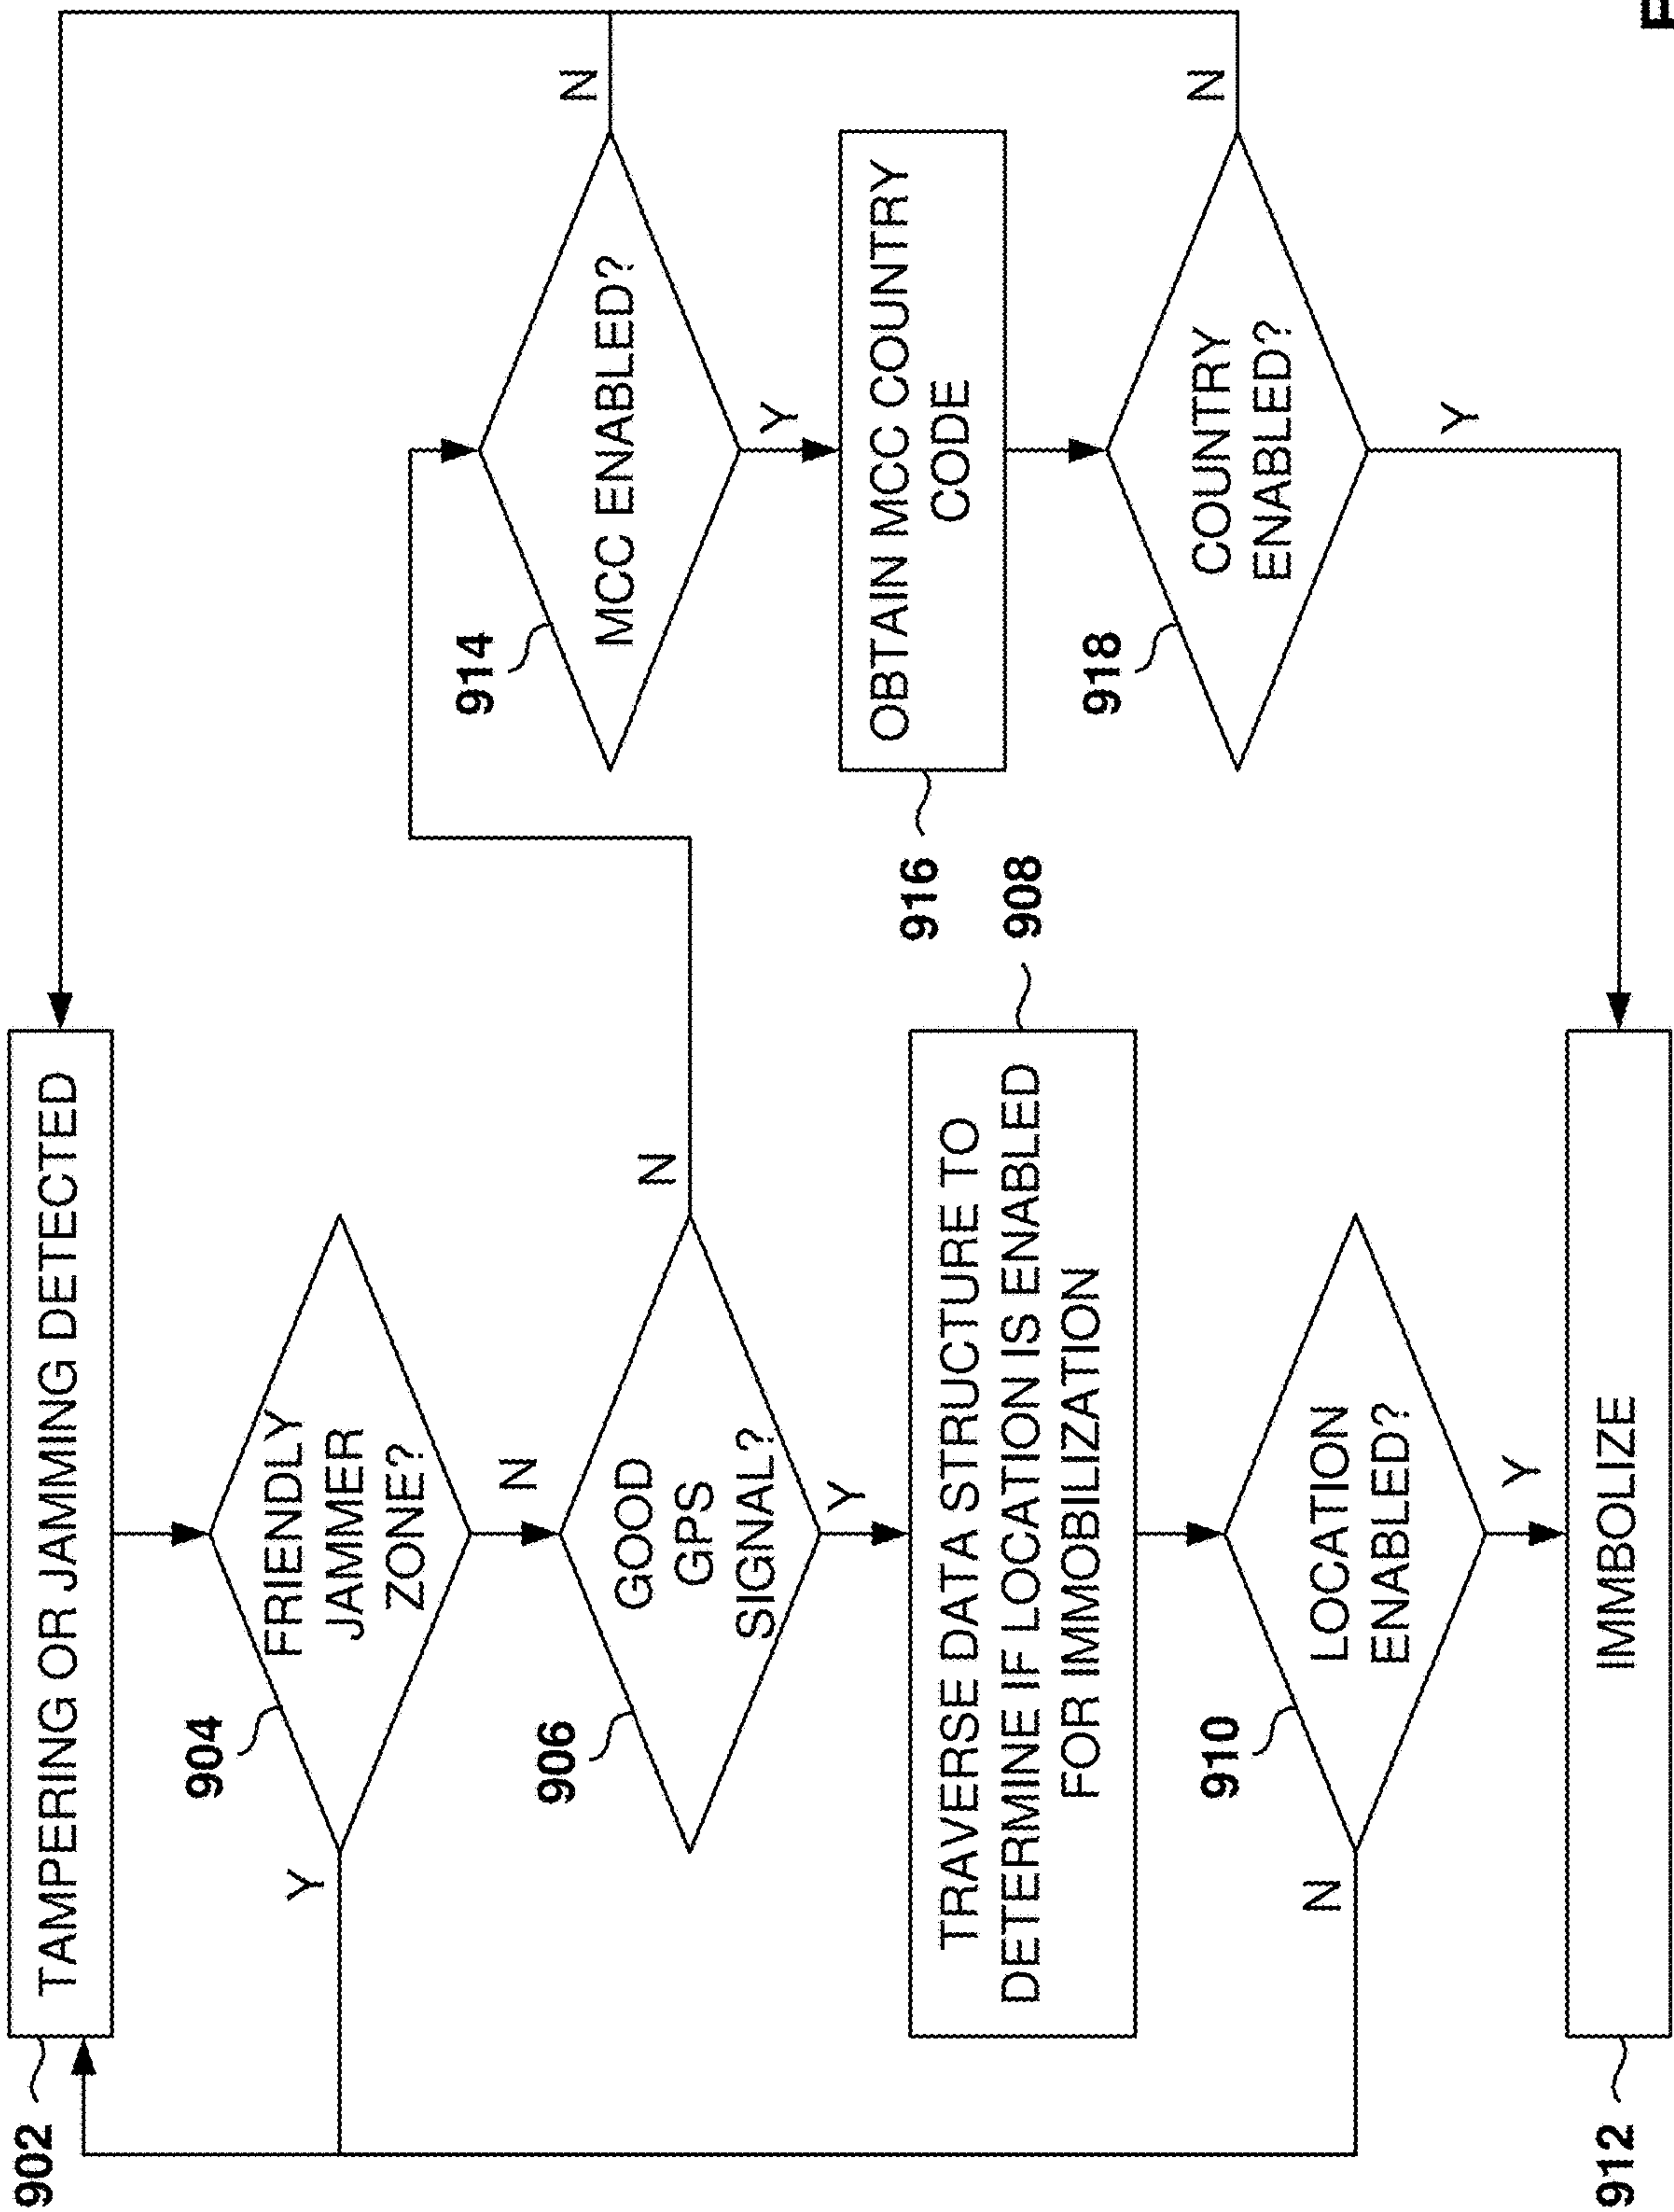 902
TAMPERING OR JAMMING DETECTED
904
FRIENDLY
JAMMER
ZONE?
Y
N
906
GOOD
GPS
SIGNAL?
N
Y
TRAVERSE DATA STRUCTURE TO
DETERMINE IF LOCATION IS ENABLED
FOR IMMOBILIZATION
908
910
LOCATION
ENABLED?
N
Y
912
IMMBOLIZE
914
MCC ENABLED?
N
Y
916
OBTAIN MCC COUNTRY
CODE
918
COUNTRY
ENABLED?
N
Y